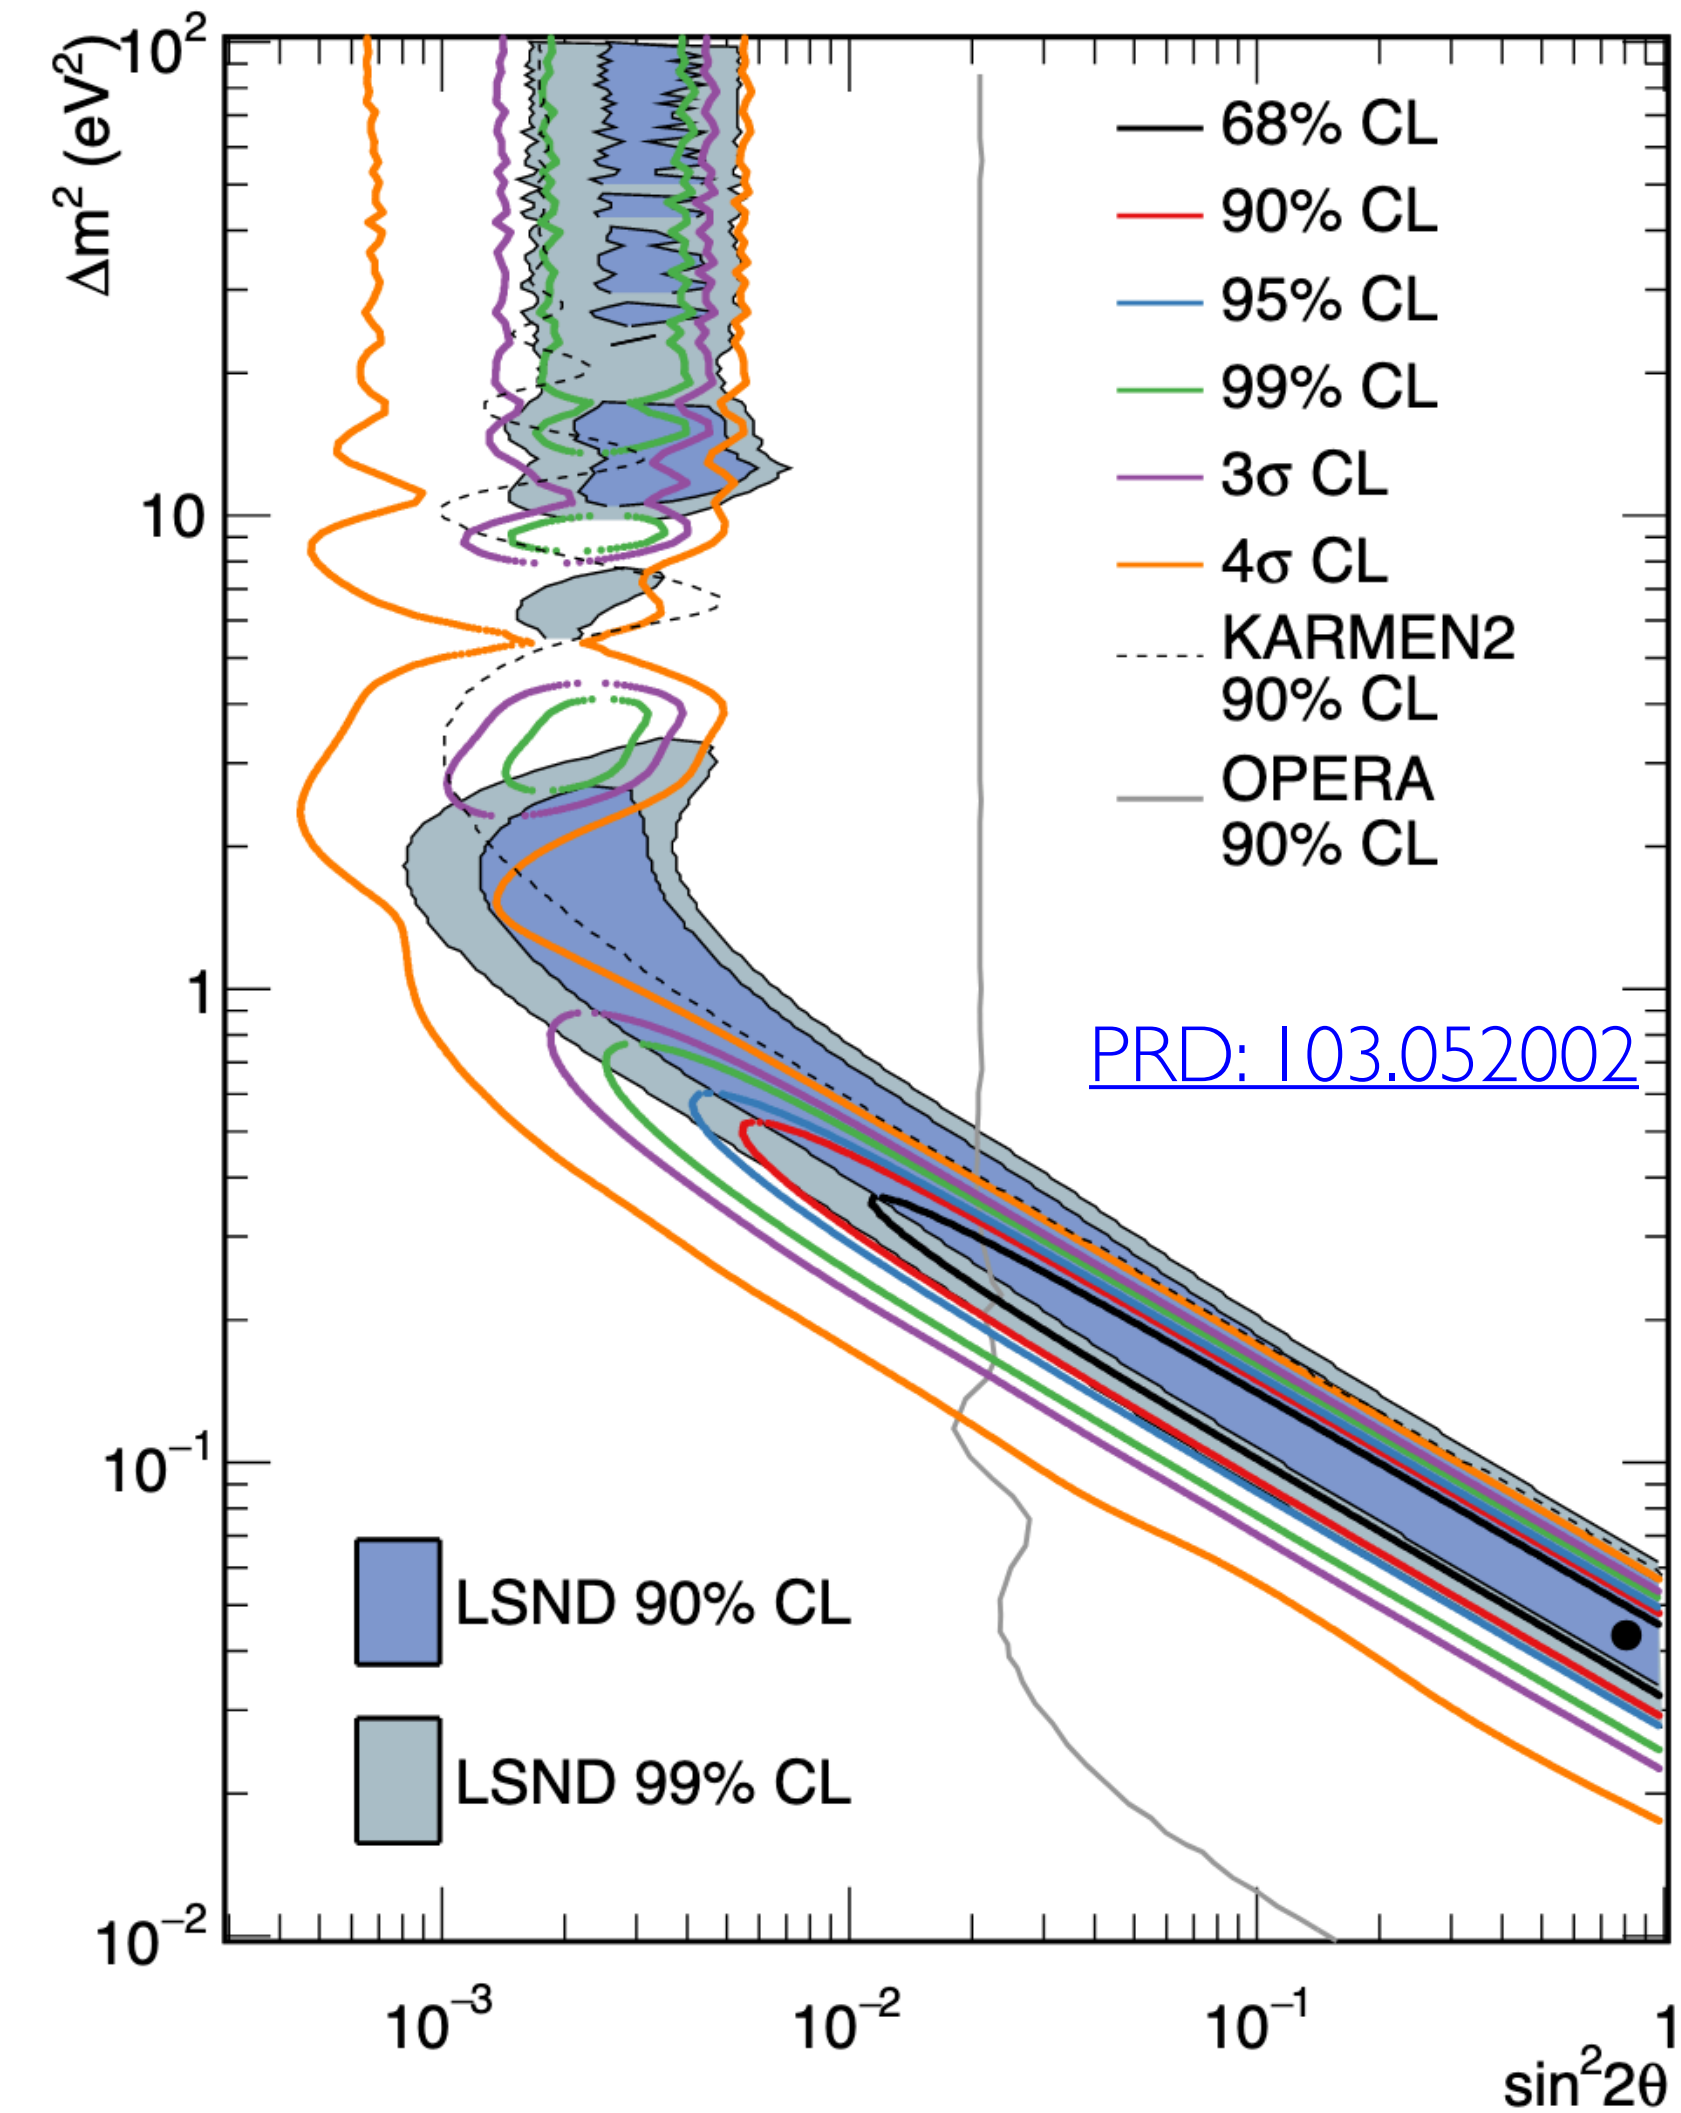 Δm² (eV²)
10²
10
1
10⁻¹
10⁻²
68% CL
90% CL
95% CL
99% CL
3σ CL
4σ CL
KARMEN2
90% CL
OPERA
90% CL
PRD: 103.052002
LSND 90% CL
LSND 99% CL
10⁻³
10⁻²
10⁻¹
1
sin²2θ